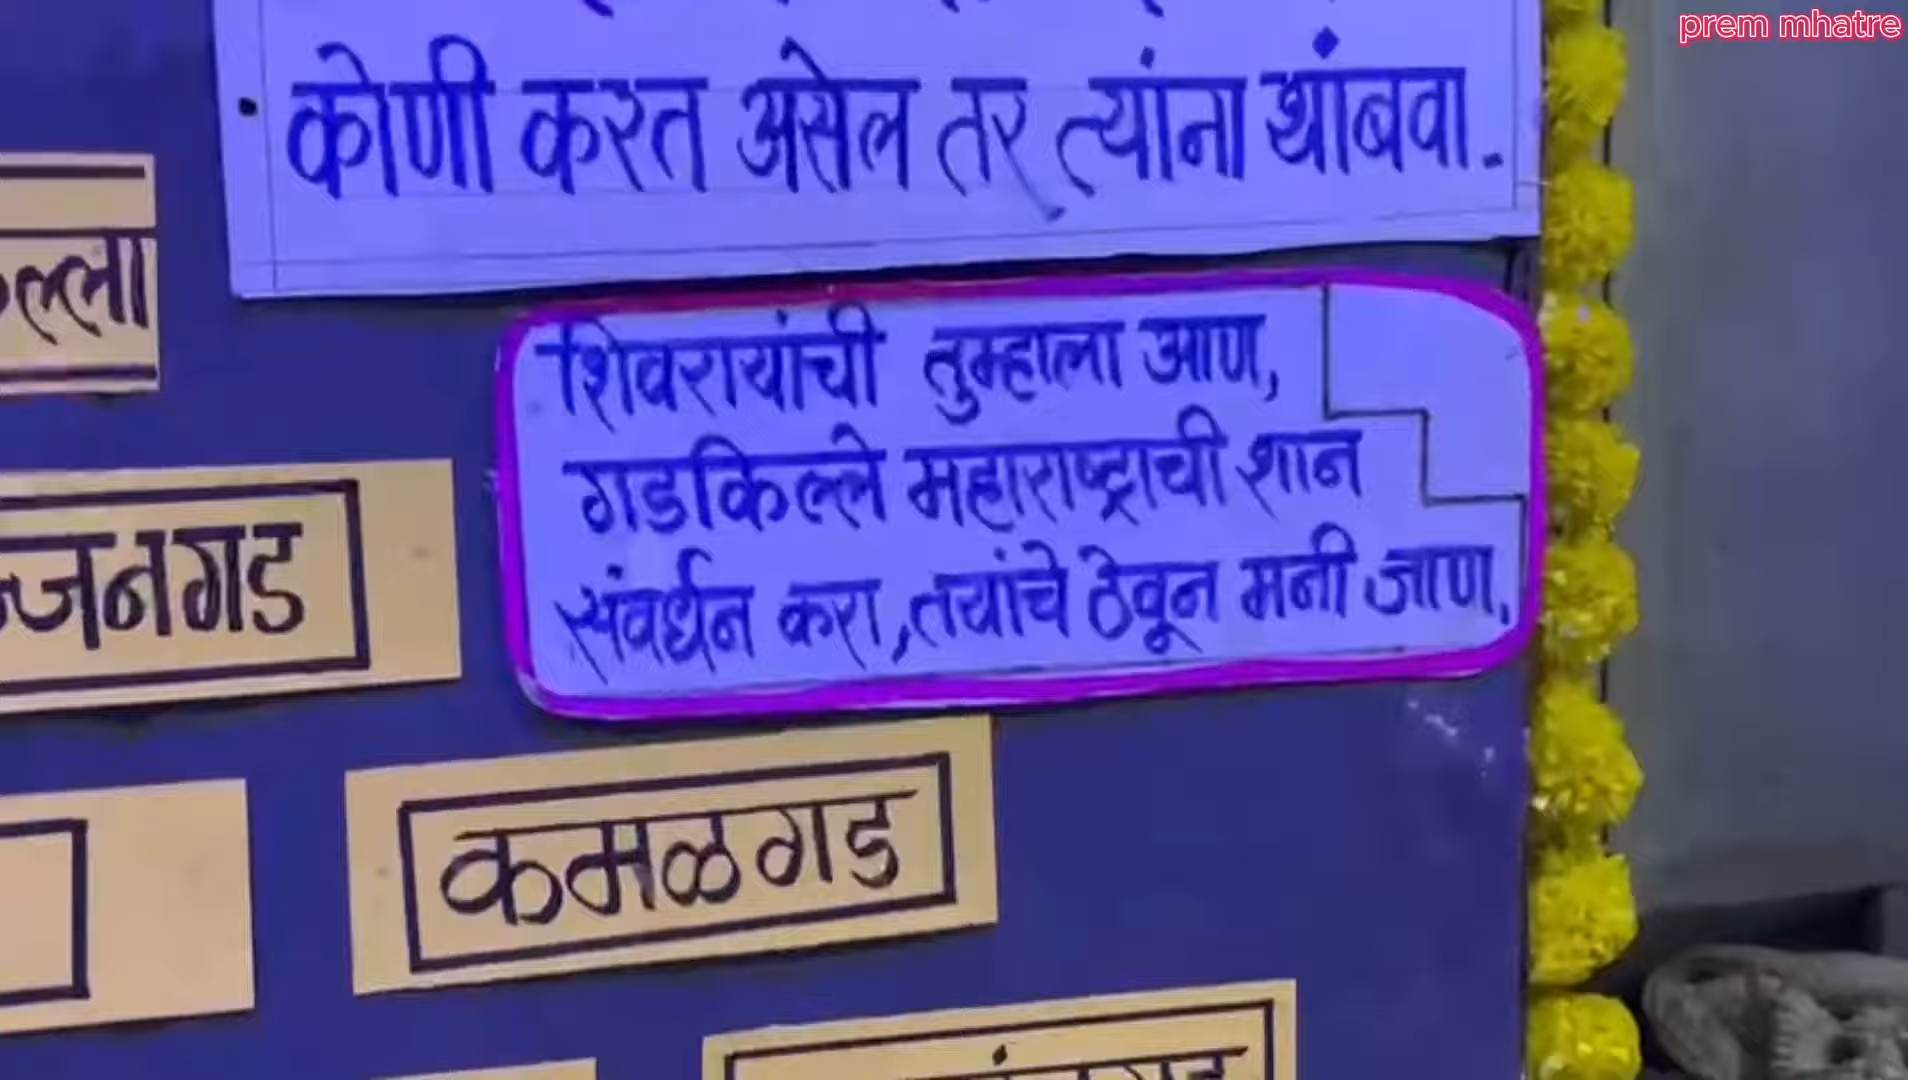 prem mhatre
कोणी करत असेल तर त्यांना थांबवा.
शिवरायांची तुम्हाला आण,
गडकिल्ले महाराष्ट्राची शान
संवर्धन करा, तयांचे ठेवून मनी जाण.
कमळगड